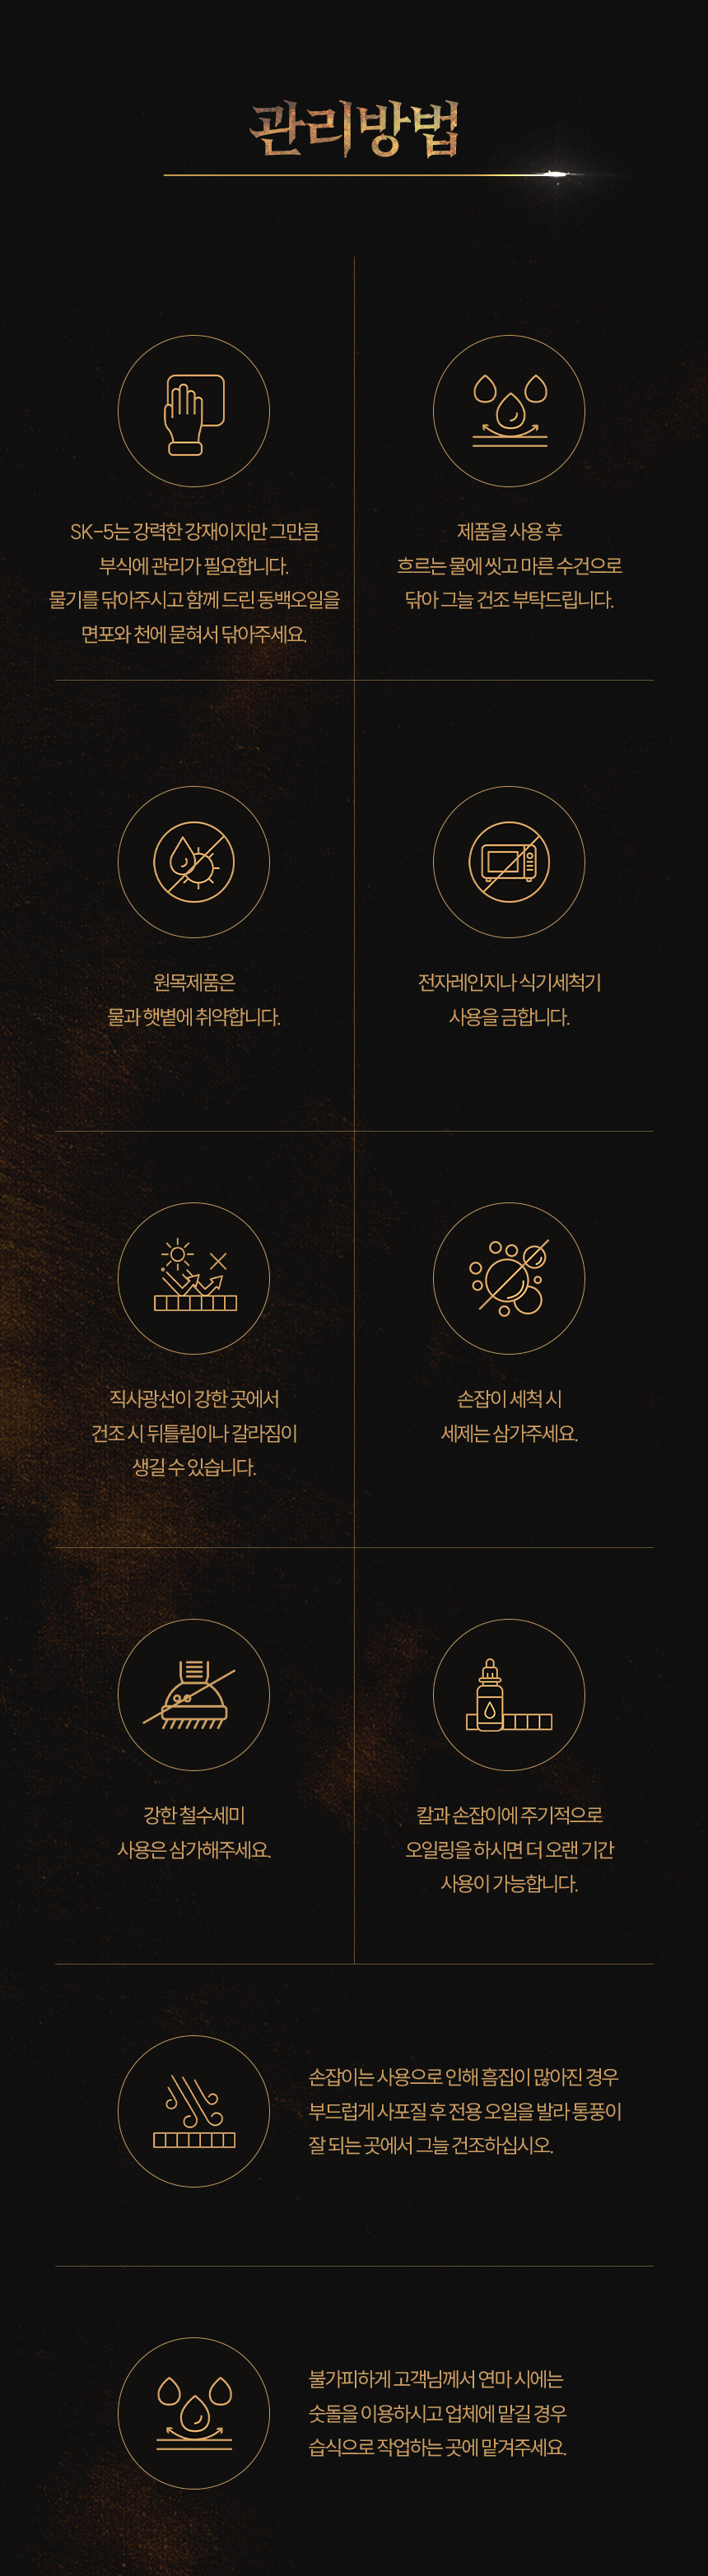 관리방법
SK-5는 강력한 강재이지만 그만큼
부식에 관리가 필요합니다.
물기를 닦아주시고 함께 드린 동백오일을
면포와 천에 묻혀서 닦아주세요.
제품을 사용 후
흐르는 물에 씻고 마른 수건으로
닦아 그늘 건조 부탁드립니다.
원목제품은
물과 햇볕에 취약합니다.
전자레인지나 식기세척기
사용을 금합니다.
직사광선이 강한 곳에서
건조 시 뒤틀림이나 갈라짐이
생길 수 있습니다.
손잡이 세척 시
세제는 삼가주세요.
강한 철수세미
사용은 삼가해주세요.
칼과 손잡이에 주기적으로
오일링을 하시면 더 오랜 기간
사용이 가능합니다.
손잡이는 사용으로 인해 흠집이 많아진 경우
부드럽게 사포질 후 전용 오일을 발라 통풍이
잘 되는 곳에서 그늘 건조하십시오.
불가피하게 고객님께서 연마 시에는
숫돌을 이용하시고 업체에 맡길 경우
습식으로 작업하는 곳에 맡겨주세요.